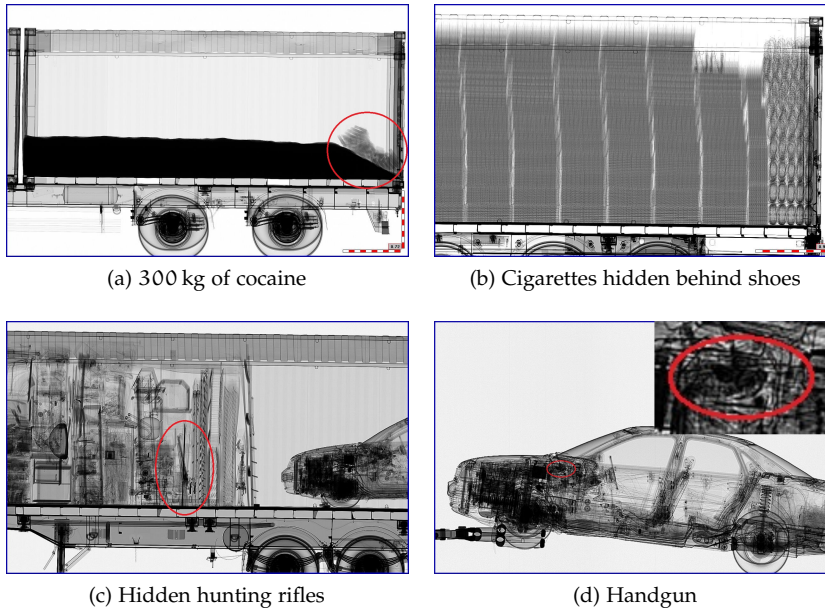 (a) 300 kg of cocaine
(b) Cigarettes hidden behind shoes
(c) Hidden hunting rifles
(d) Handgun